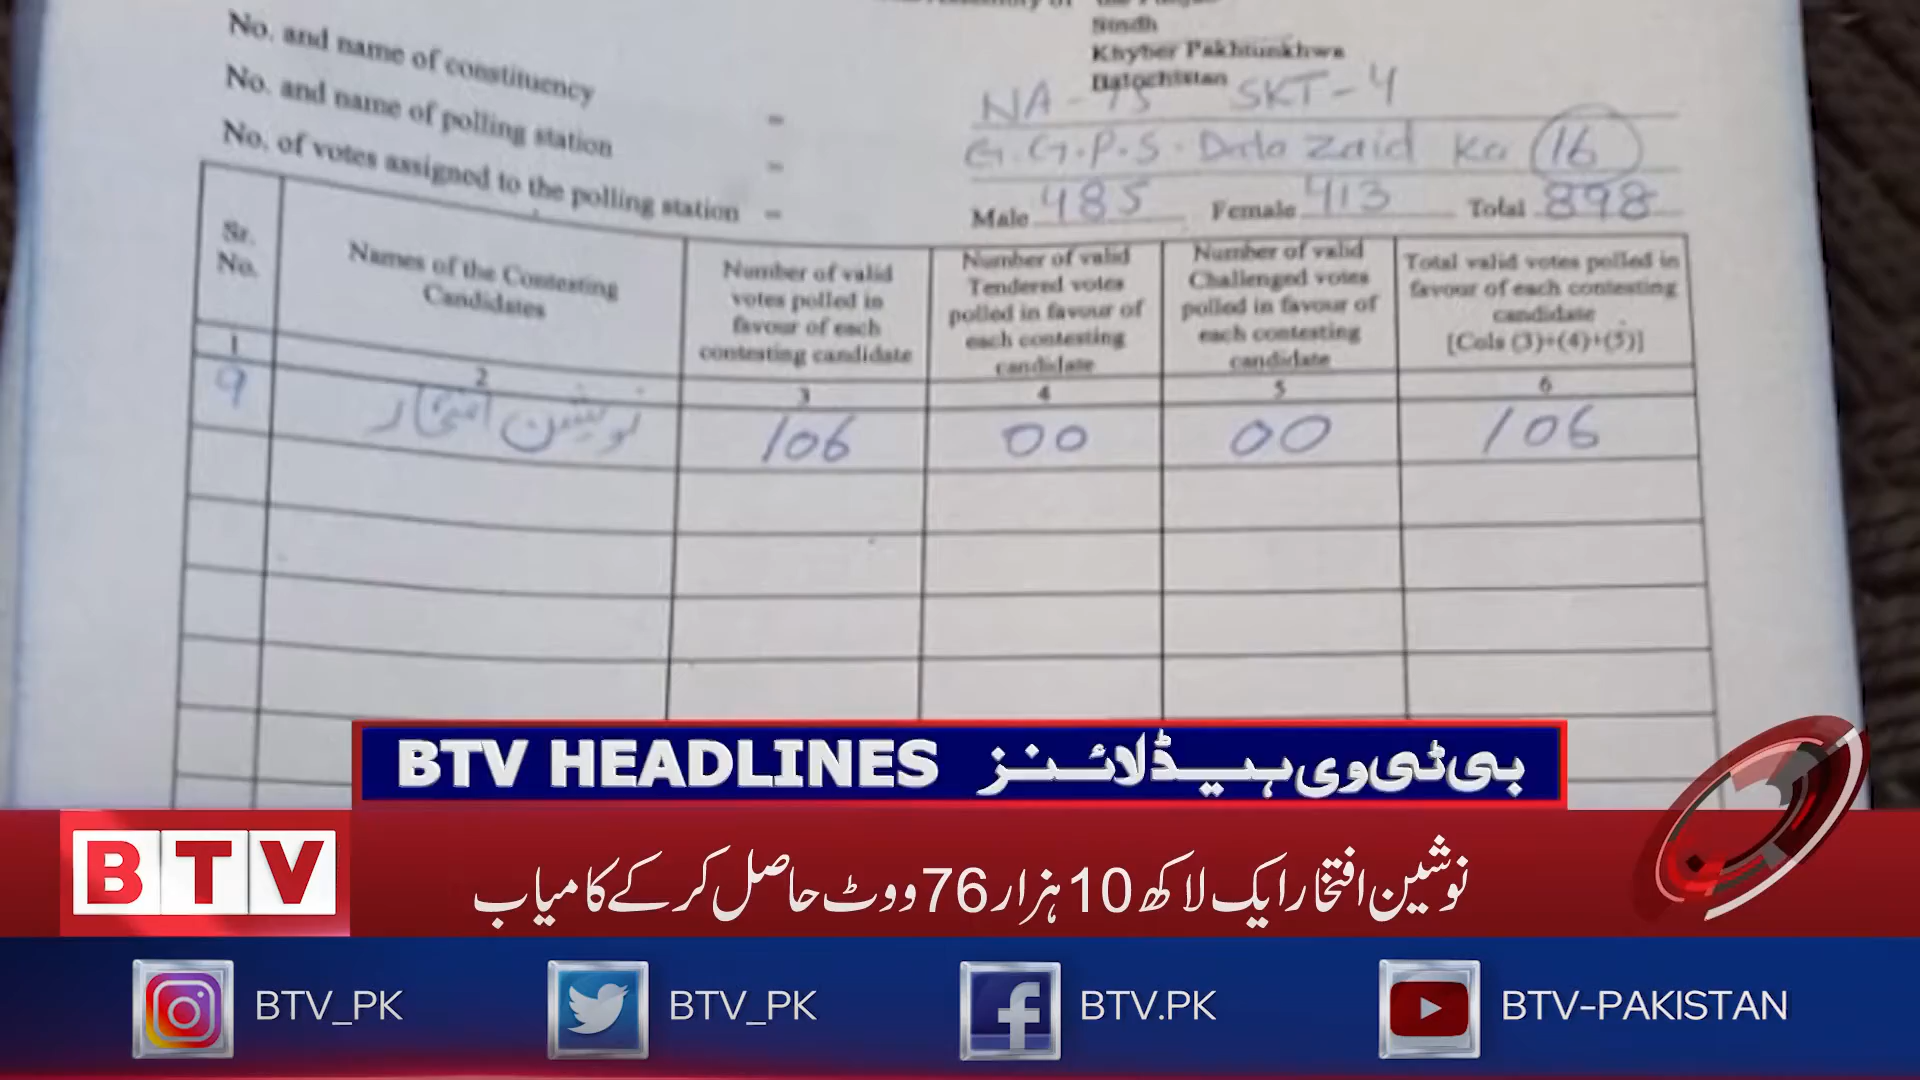 Sindh
Khyber Pakhtunkhwa
Balochistan
No. and name of constituency = NA-75 SKT-4
No. and name of polling station = G.G.P.S. Data Zaid Ka 16
No. of votes assigned to the polling station = Male 485 Female 413 Total 898
Sr. No.
Names of the Contesting Candidates
Number of valid votes polled in favour of each contesting candidate
Number of valid Tendered votes polled in favour of each contesting candidate
Number of valid Challenged votes polled in favour of each contesting candidate
Total valid votes polled in favour of each contesting candidate [Cols (3)+(4)+(5)]
1 2 3 4 5 6
9 نوشین افتخار 106 00 00 106
BTV HEADLINES بی ٹی وی ہیڈلائنز
BTV
نوشین افتخار ایک لاکھ 10 ہزار 76 ووٹ حاصل کر کے کامیاب
BTV_PK BTV_PK BTV.PK BTV-PAKISTAN